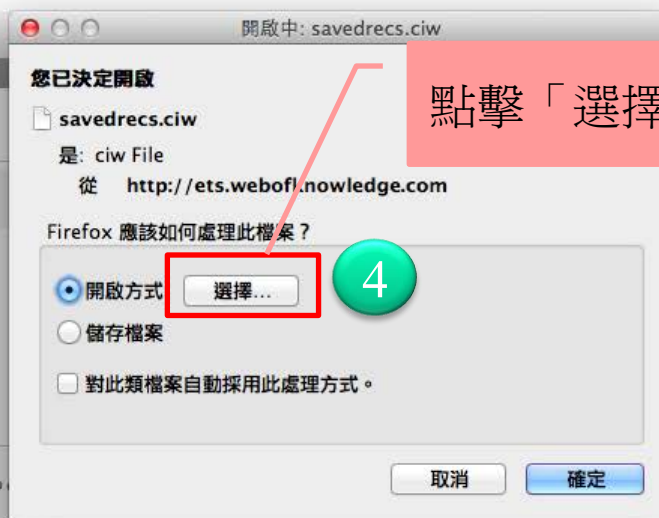 開啟中: savedrecs.ciw
您已決定開啟
點擊「選擇
savedrecs.ciw
是: ciw File
從 http://ets.webofknowledge.com
Firefox 應該如何處理此檔案？
開啟方式 選擇... 4
儲存檔案
對此類檔案自動採用此處理方式。
取消 確定